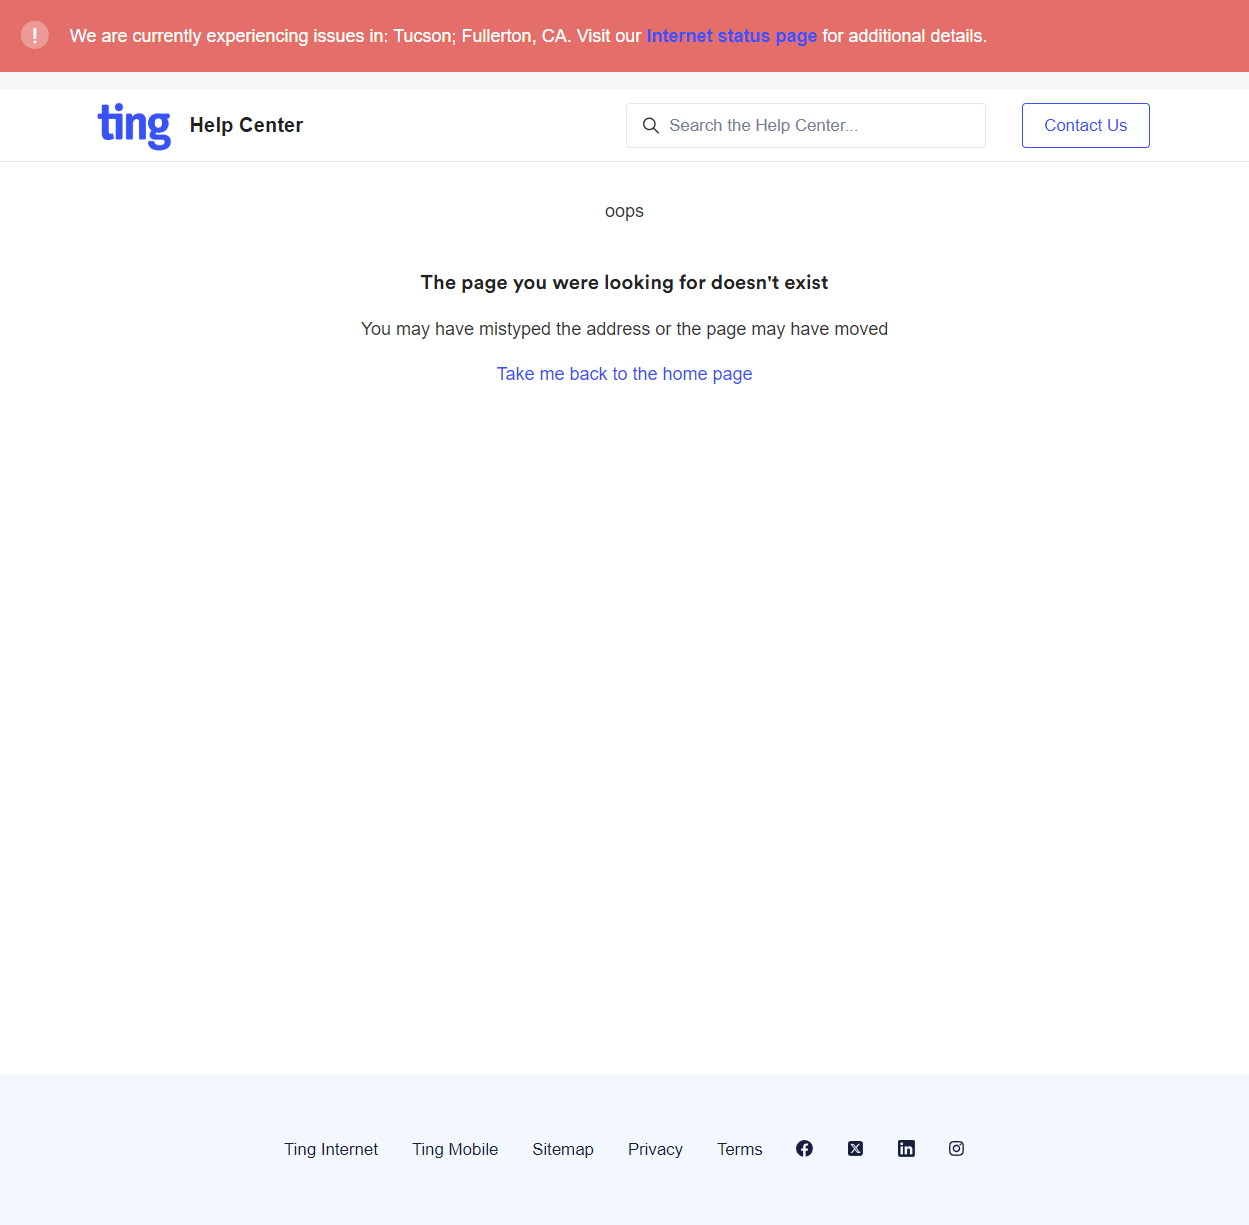 We are currently experiencing issues in: Tucson; Fullerton, CA. Visit our Internet status page for additional details.
ting Help Center
Search the Help Center...
Contact Us
oops
The page you were looking for doesn't exist
You may have mistyped the address or the page may have moved
Take me back to the home page
Ting Internet Ting Mobile Sitemap Privacy Terms